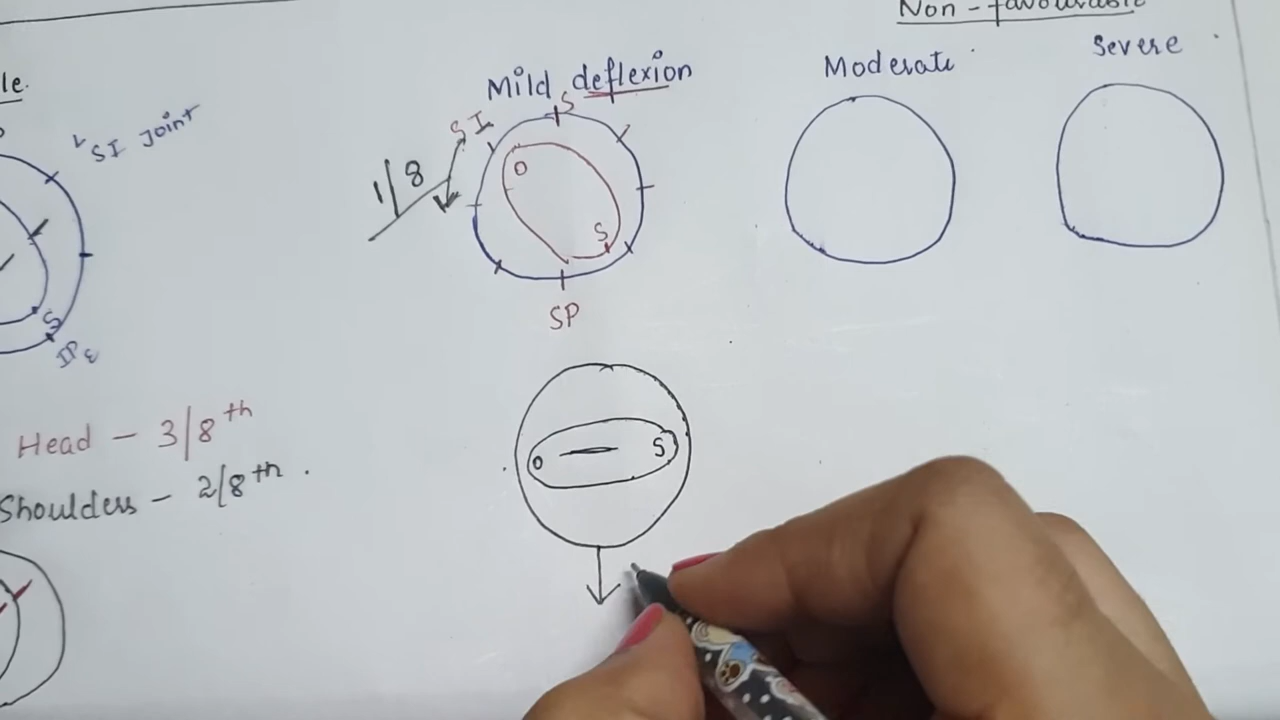 Non - favourable
le.
SI Joint
S
IPE
Head - 3/8th
Shoulders - 2/8th.
Mild deflexion
S
SI
1/8
O
S
SP
O
S
Moderate
Severe